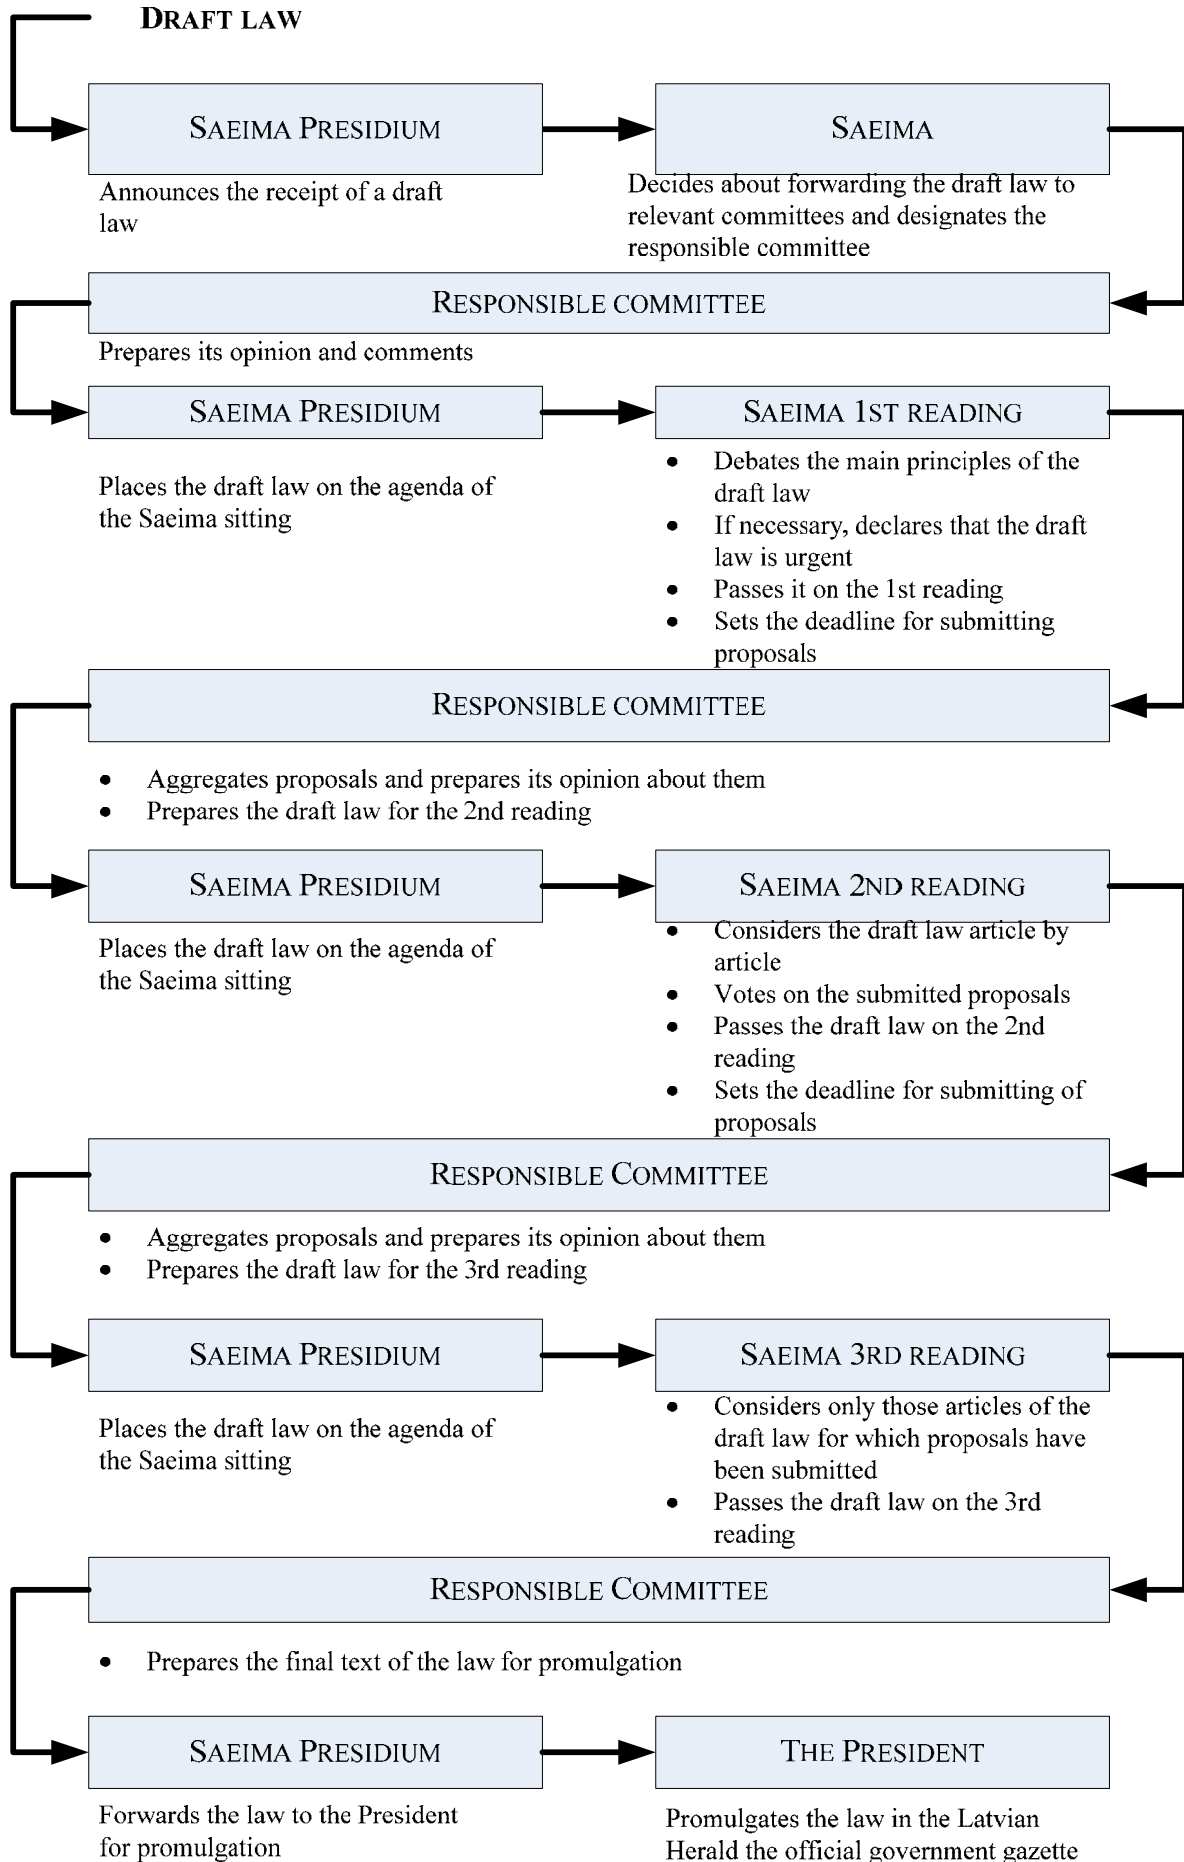 DRAFT LAW
SAEIMA PRESIDIUM
Announces the receipt of a draft
law
SAEIMA
Decides about forwarding the draft law to
relevant committees and designates the
responsible committee
RESPONSIBLE COMMITTEE
Prepares its opinion and comments
SAEIMA PRESIDIUM
Places the draft law on the agenda of
the Saeima sitting
SAEIMA 1ST READING
• Debates the main principles of the
draft law
• If necessary, declares that the draft
law is urgent
• Passes it on the 1st reading
• Sets the deadline for submitting
proposals
RESPONSIBLE COMMITTEE
• Aggregates proposals and prepares its opinion about them
• Prepares the draft law for the 2nd reading
SAEIMA PRESIDIUM
Places the draft law on the agenda of
the Saeima sitting
SAEIMA 2ND READING
• Considers the draft law article by
article
• Votes on the submitted proposals
• Passes the draft law on the 2nd
reading
• Sets the deadline for submitting of
proposals
RESPONSIBLE COMMITTEE
• Aggregates proposals and prepares its opinion about them
• Prepares the draft law for the 3rd reading
SAEIMA PRESIDIUM
Places the draft law on the agenda of
the Saeima sitting
SAEIMA 3RD READING
• Considers only those articles of the
draft law for which proposals have
been submitted
• Passes the draft law on the 3rd
reading
RESPONSIBLE COMMITTEE
• Prepares the final text of the law for promulgation
SAEIMA PRESIDIUM
Forwards the law to the President
for promulgation
THE PRESIDENT
Promulgates the law in the Latvian
Herald the official government gazette